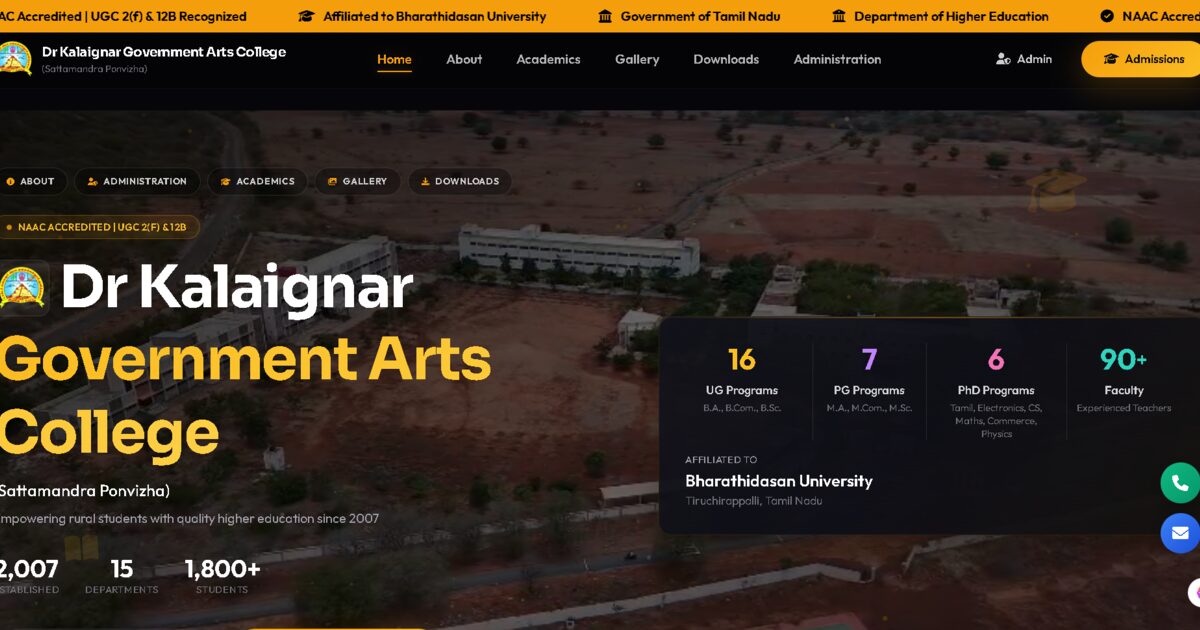 AC Accredited | UGC 2(f) & 12B Recognized Affiliated to Bharathidasan University Government of Tamil Nadu Department of Higher Education NAAC Accred
Dr Kalaignar Government Arts College
(Sattamandra Ponvizha)
Home About Academics Gallery Downloads Administration Admin Admissions
ABOUT ADMINISTRATION ACADEMICS GALLERY DOWNLOADS
NAAC ACCREDITED | UGC 2(F) & 12B
Dr Kalaignar
Government Arts
College
(Sattamandra Ponvizha)
Empowering rural students with quality higher education since 2007
2,007 15 1,800+
ESTABLISHED DEPARTMENTS STUDENTS
16 7 6 90+
UG Programs PG Programs PhD Programs Faculty
B.A., B.Com., B.Sc. M.A., M.Com., M.Sc. Tamil, Electronics, CS, Experienced Teachers
Maths, Commerce,
Physics
AFFILIATED TO
Bharathidasan University
Tiruchirappalli, Tamil Nadu